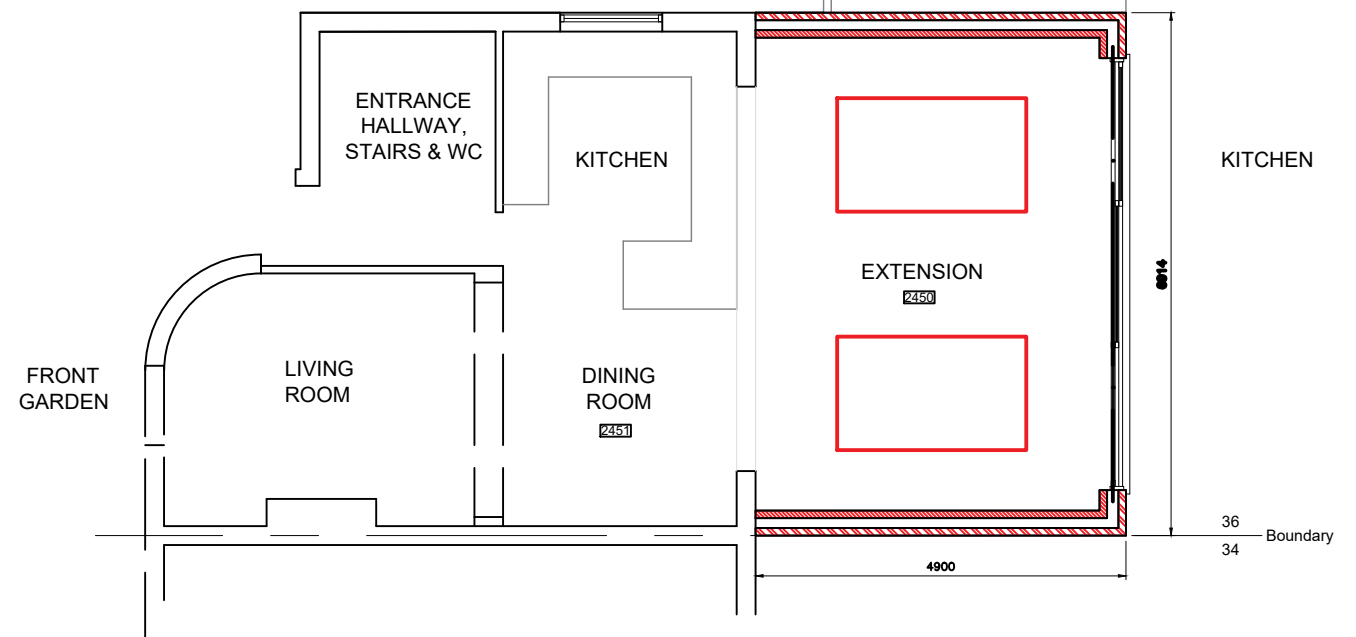 ENTRANCE
HALLWAY,
STAIRS & WC
KITCHEN
KITCHEN
EXTENSION
2450
6914
FRONT
GARDEN
LIVING
ROOM
DINING
ROOM
2451
36
Boundary
34
4900